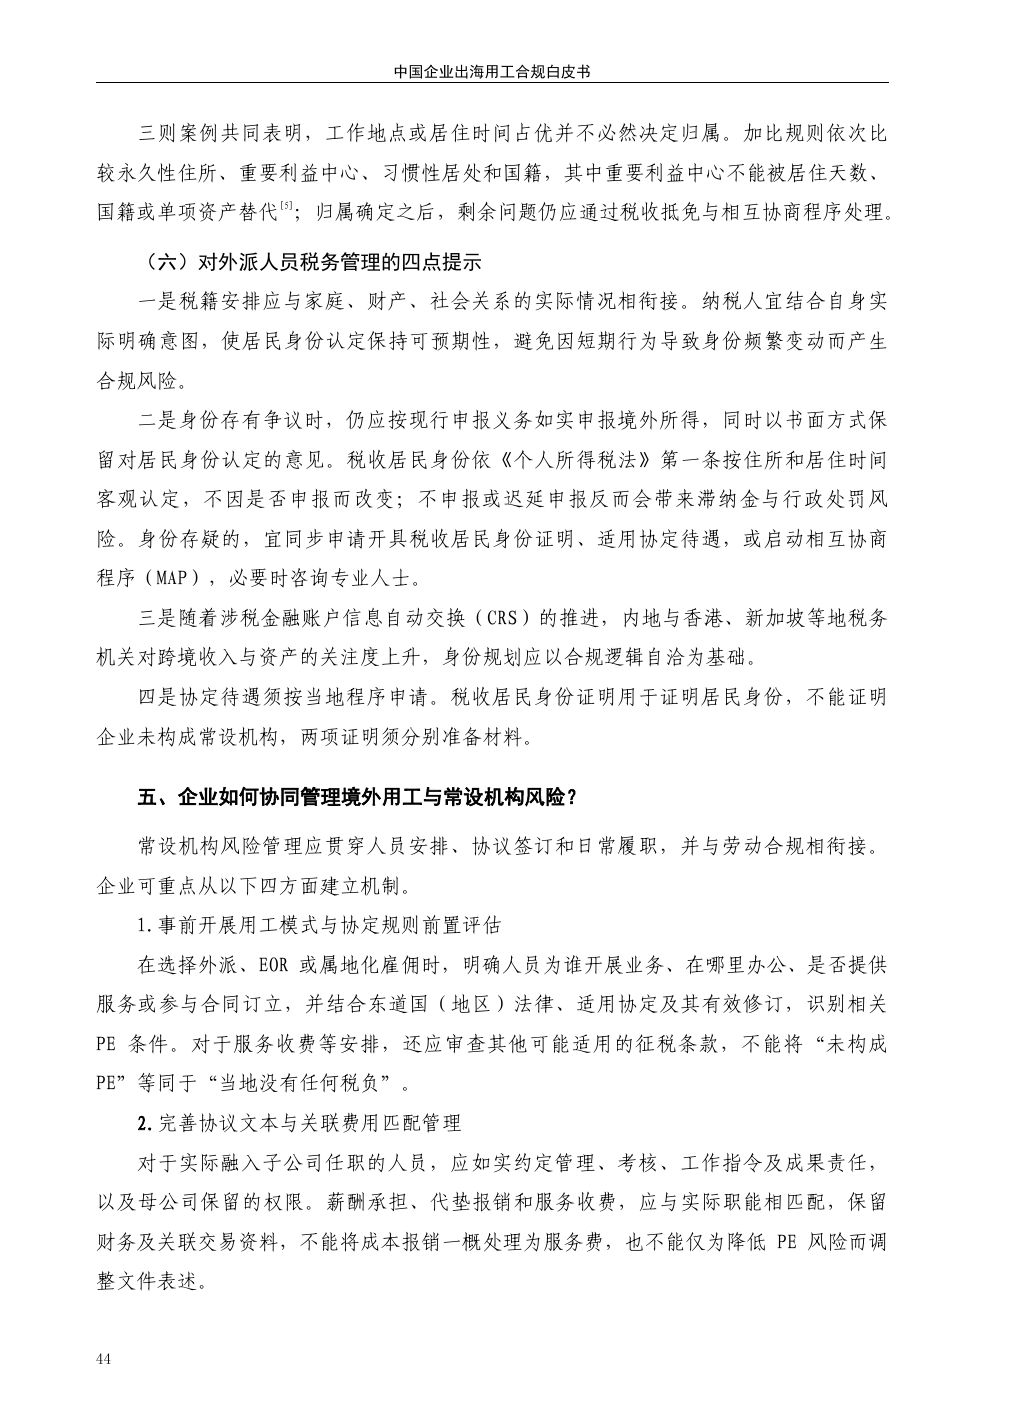 中国企业出海用工合规白皮书
三则案例共同表明，工作地点或居住时间占优并不必然决定归属。加比规则依次比
较永久性住所、重要利益中心、习惯性居处和国籍，其中重要利益中心不能被居住天数、
国籍或单项资产替代[5]；归属确定之后，剩余问题仍应通过税收抵免与相互协商程序处理。
（六）对外派人员税务管理的四点提示
一是税籍安排应与家庭、财产、社会关系的实际情况相衔接。纳税人宜结合自身实
际明确意图，使居民身份认定保持可预期性，避免因短期行为导致身份频繁变动而产生
合规风险。
二是身份存有争议时，仍应按现行申报义务如实申报境外所得，同时以书面方式保
留对居民身份认定的意见。税收居民身份依《个人所得税法》第一条按住所和居住时间
客观认定，不因是否申报而改变；不申报或迟延申报反而会带来滞纳金与行政处罚风
险。身份存疑的，宜同步申请开具税收居民身份证明、适用协定待遇，或启动相互协商
程序（MAP），必要时咨询专业人士。
三是随着涉税金融账户信息自动交换（CRS）的推进，内地与香港、新加坡等地税务
机关对跨境收入与资产的关注度上升，身份规划应以合规逻辑自洽为基础。
四是协定待遇须按当地程序申请。税收居民身份证明用于证明居民身份，不能证明
企业未构成常设机构，两项证明须分别准备材料。
五、企业如何协同管理境外用工与常设机构风险？
常设机构风险管理应贯穿人员安排、协议签订和日常履职，并与劳动合规相衔接。
企业可重点从以下四方面建立机制。
1.事前开展用工模式与协定规则前置评估
在选择外派、EOR 或属地化雇佣时，明确人员为谁开展业务、在哪里办公、是否提供
服务或参与合同订立，并结合东道国（地区）法律、适用协定及其有效修订，识别相关
PE 条件。对于服务收费等安排，还应审查其他可能适用的征税条款，不能将“未构成
PE”等同于“当地没有任何税负”。
2.完善协议文本与关联费用匹配管理
对于实际融入子公司任职的人员，应如实约定管理、考核、工作指令及成果责任，
以及母公司保留的权限。薪酬承担、代垫报销和服务收费，应与实际职能相匹配，保留
财务及关联交易资料，不能将成本报销一概处理为服务费，也不能仅为降低 PE 风险而调
整文件表述。
44